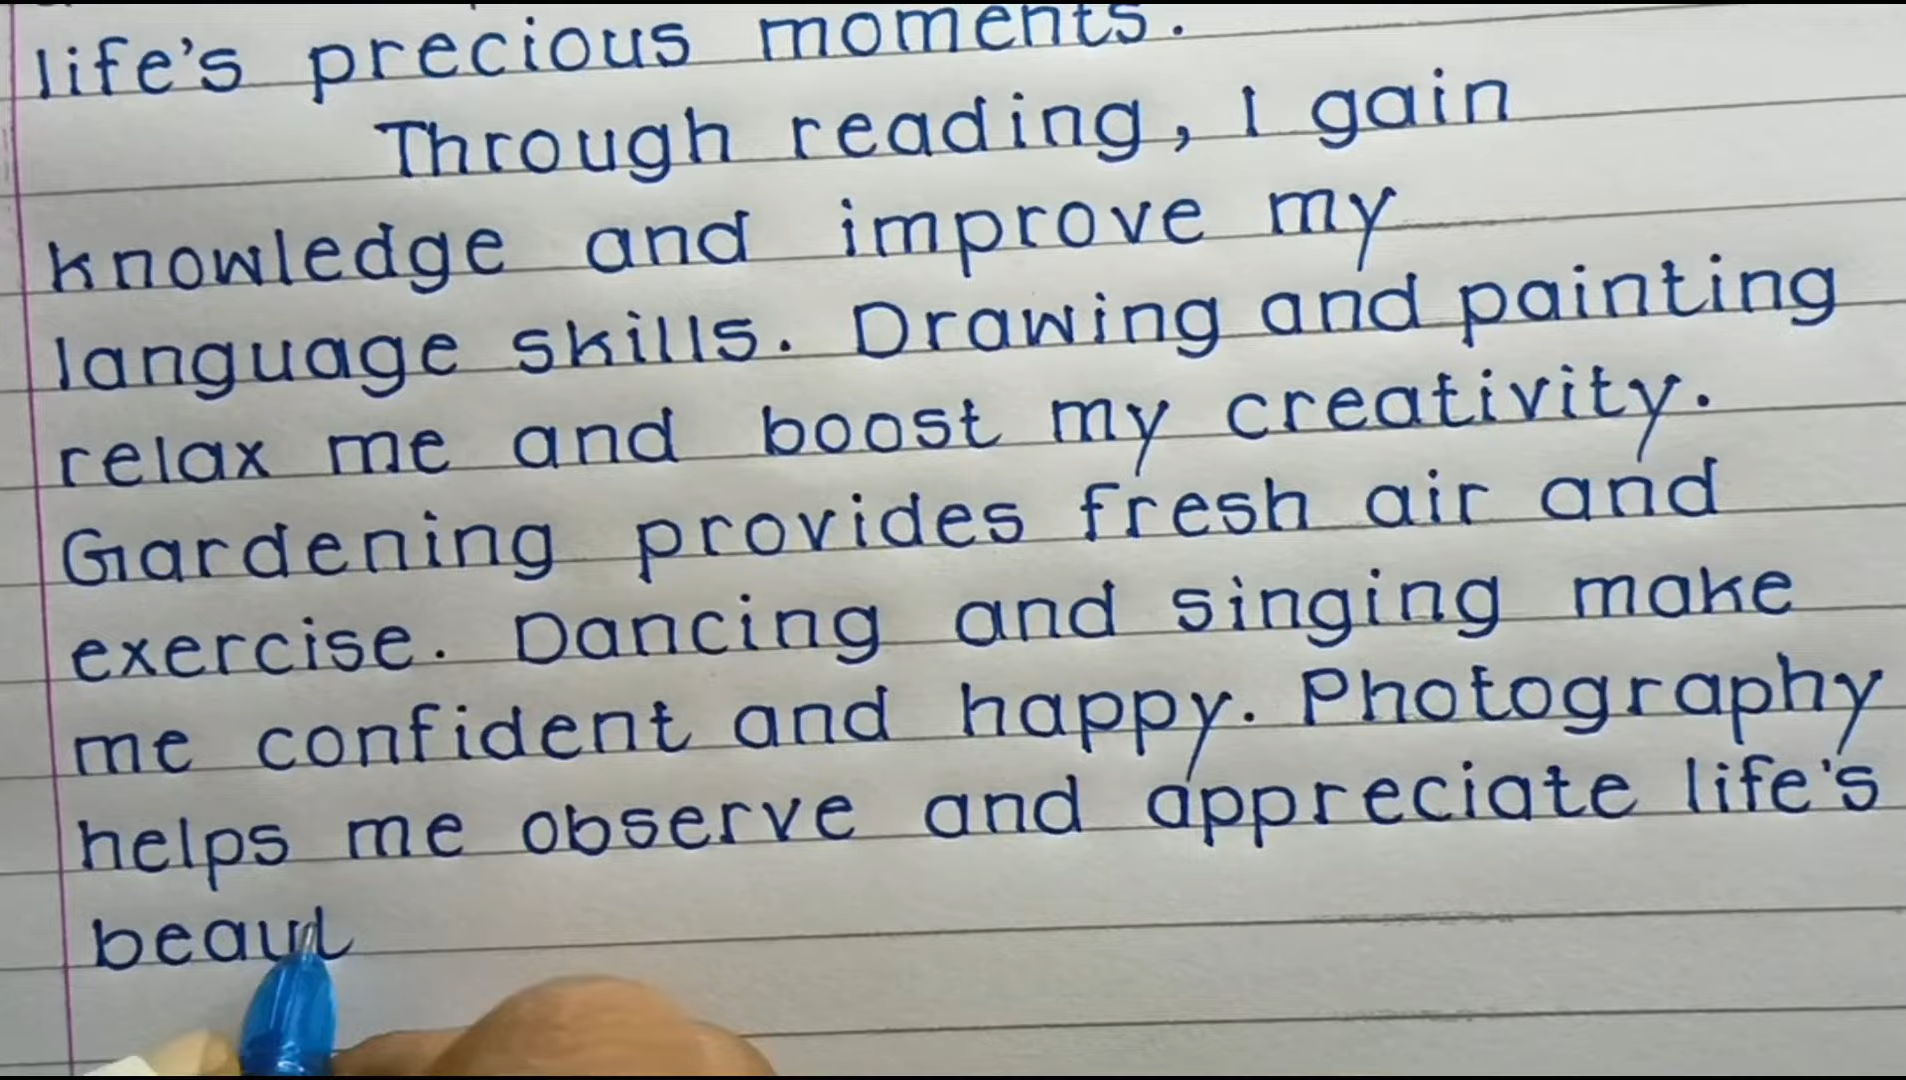 life's precious moments.
Through reading, I gain
knowledge and improve my
language skills. Drawing and painting
relax me and boost my creativity.
Gardening provides fresh air and
exercise. Dancing and singing make
me confident and happy. Photography
helps me observe and appreciate life's